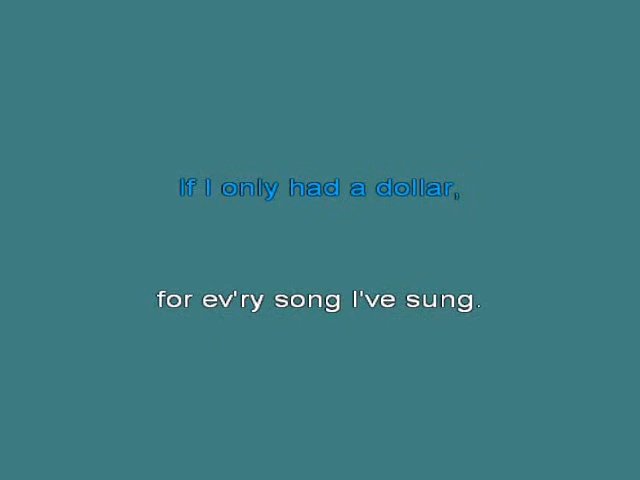 If I only had a dollar,
for ev'ry song I've sung.